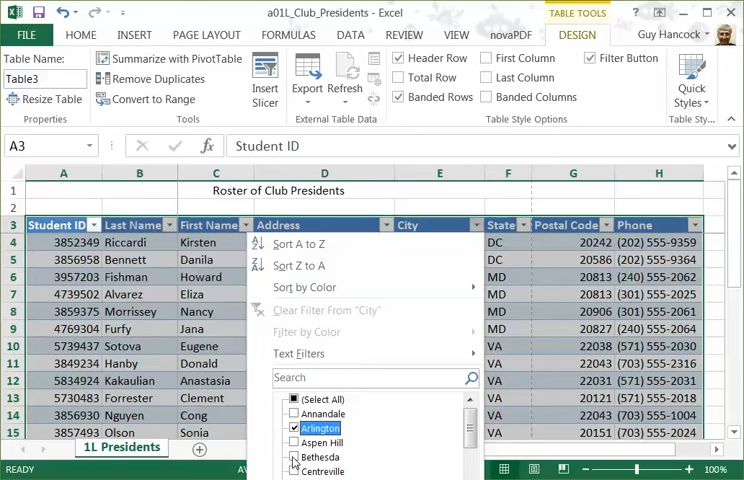 a01L_Club_Presidents - Excel
TABLE TOOLS
FILE HOME INSERT PAGE LAYOUT FORMULAS DATA REVIEW VIEW novaPDF DESIGN Guy Hancock
Table Name:
Table3
Resize Table
Properties
Summarize with PivotTable
Remove Duplicates
Convert to Range
Tools
Insert Slicer
Export
Refresh
External Table Data
Header Row
Total Row
Banded Rows
First Column
Last Column
Banded Columns
Filter Button
Table Style Options
Quick Styles
Table Styles
A3 fx Student ID
A B C D E F G H
1 Roster of Club Presidents
2
3 Student ID Last Name First Name Address City State Postal Code Phone
4 3852349 Riccardi Kirsten DC 20242 (202) 555-9359
5 3856958 Bennett Danila DC 20586 (202) 555-9364
6 3957203 Fishman Howard MD 20813 (240) 555-2062
7 4739502 Alvarez Eliza MD 20813 (301) 555-2025
8 3859375 Morrissey Nancy MD 20906 (301) 555-2061
9 4769304 Furfy Jana MD 20827 (240) 555-2064
10 5739437 Sotova Eugene VA 22038 (571) 555-2030
11 3849234 Hanby Donald VA 22043 (703) 555-2316
12 5834924 Kakaulian Anastasia VA 22031 (571) 555-2031
13 5730483 Forrester Clement VA 20121 (571) 555-2018
14 3856930 Nguyen Cong VA 22043 (703) 555-1004
15 3857493 Olson Sonia VA 20151 (703) 555-2024
Sort A to Z
Sort Z to A
Sort by Color
Clear Filter From "City"
Filter by Color
Text Filters
Search
(Select All)
Annandale
Arlington
Aspen Hill
Bethesda
Centreville
1L Presidents
READY
100%